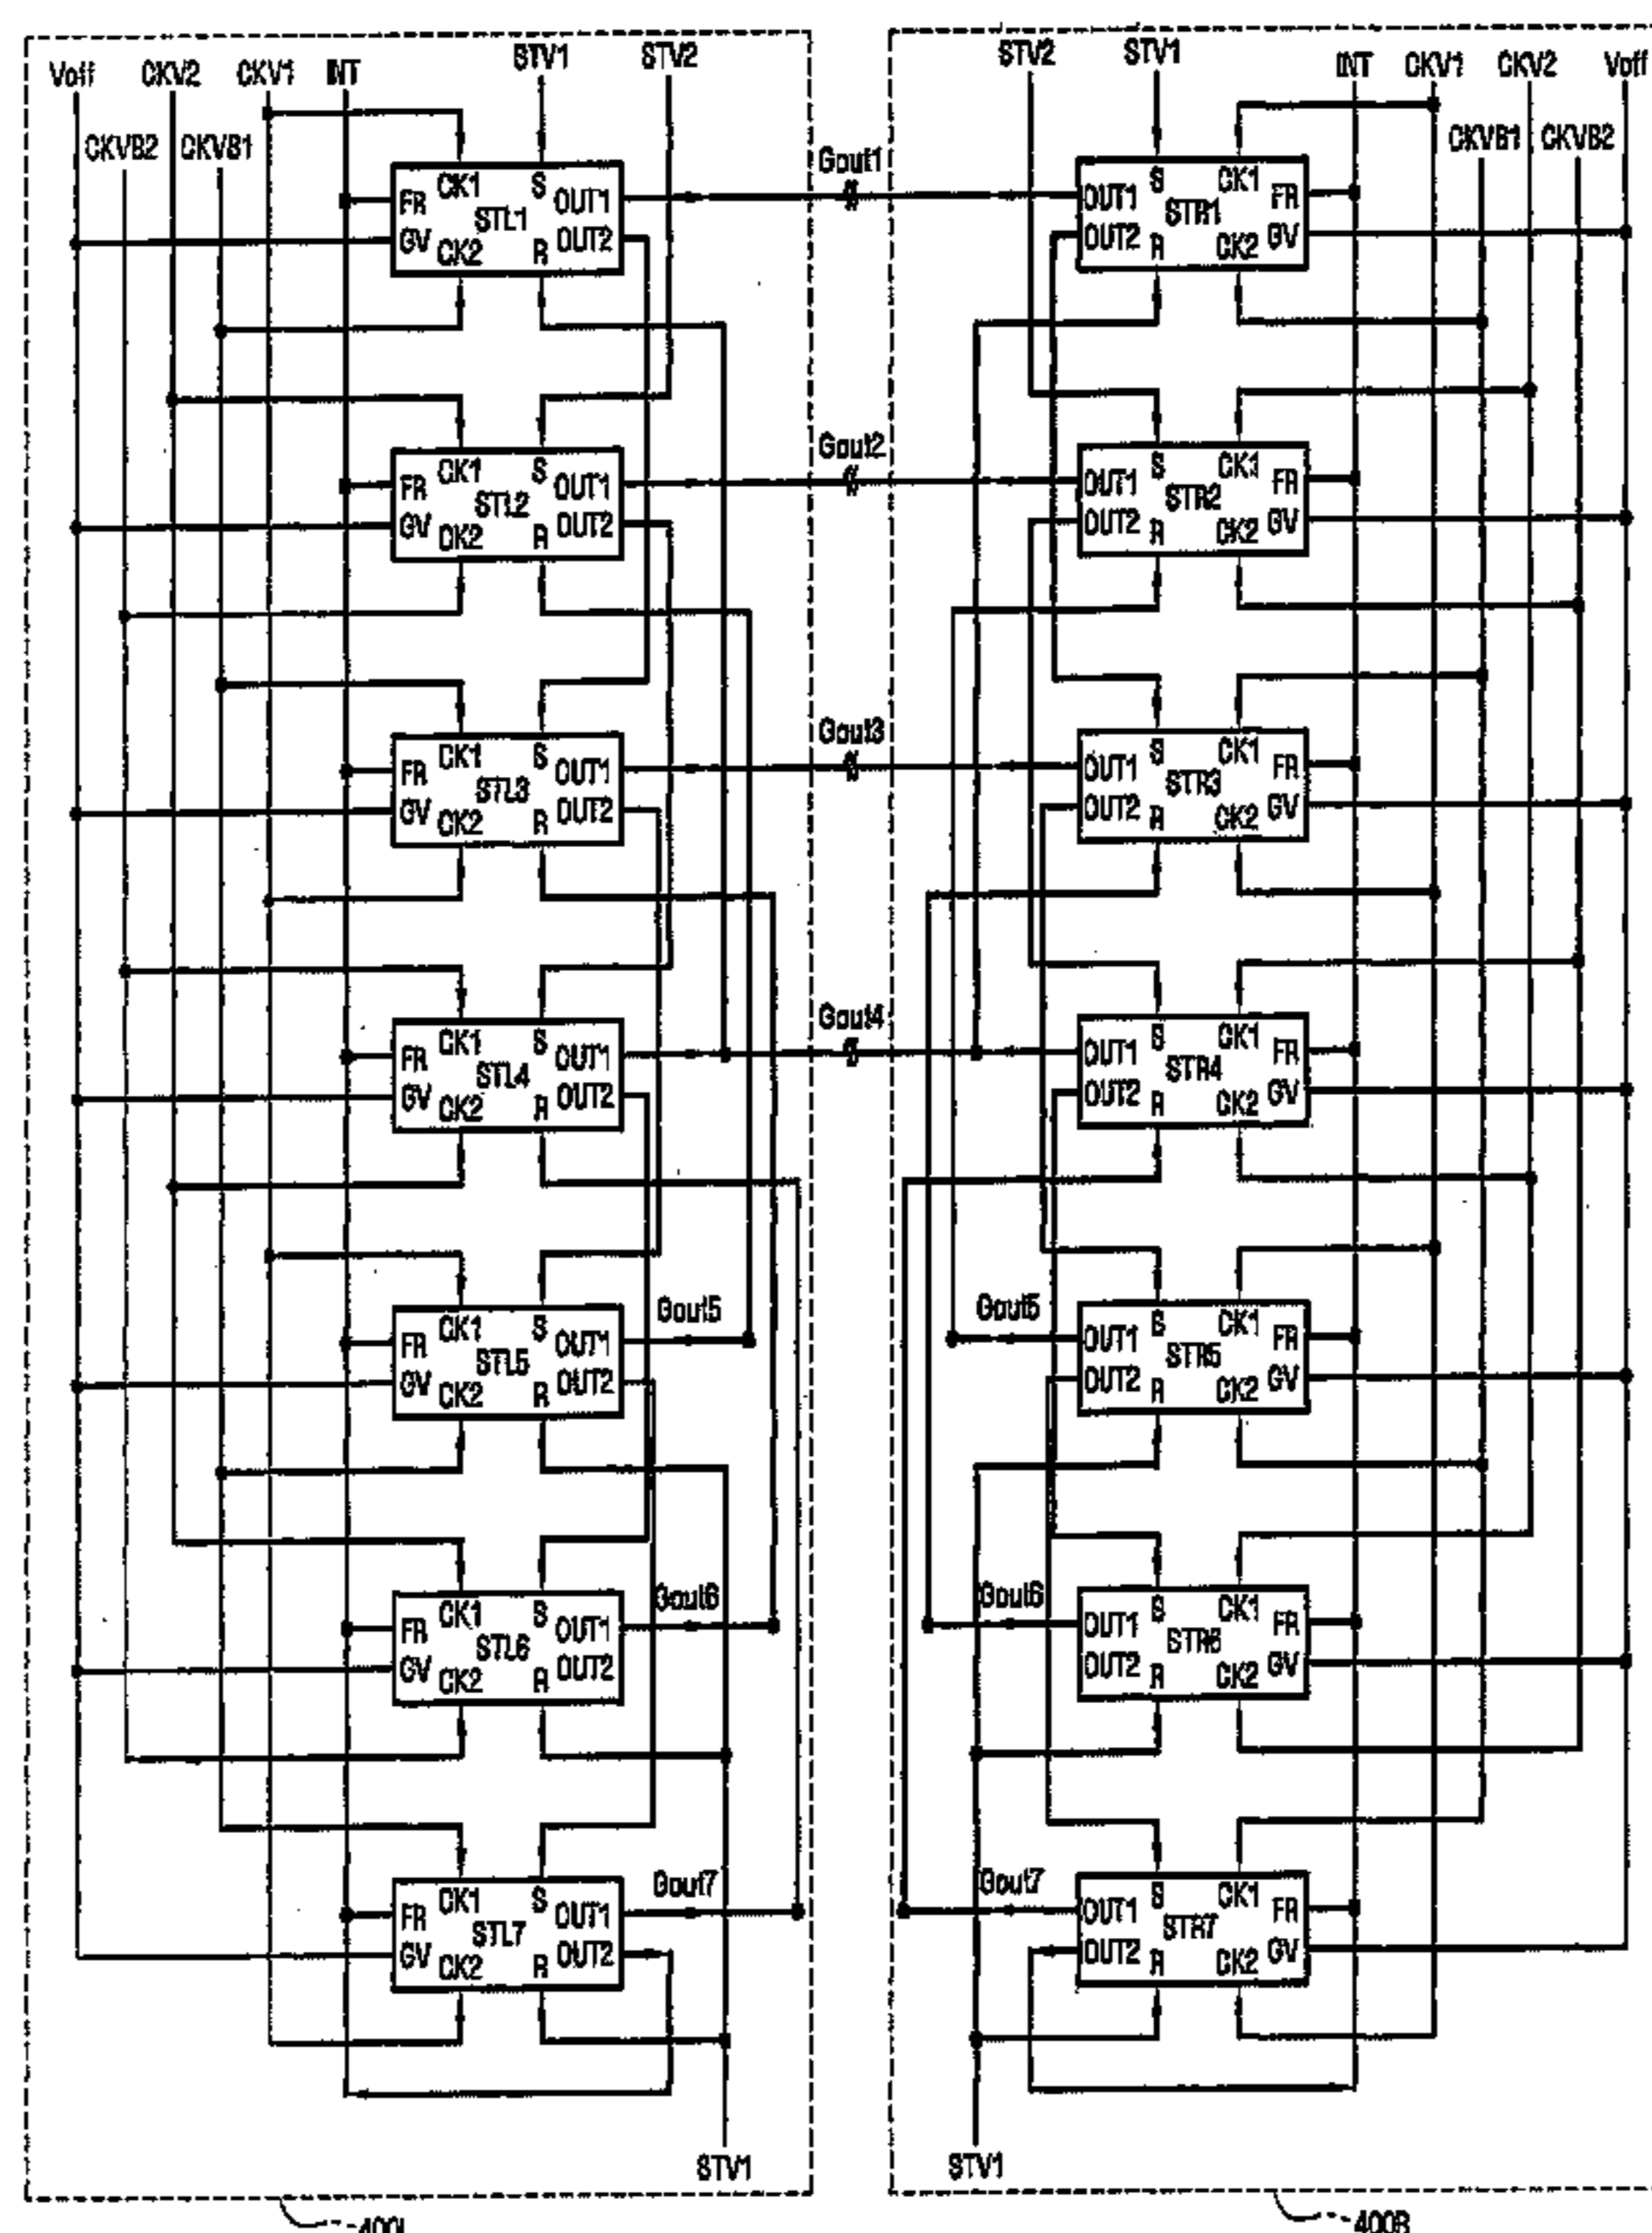 Voff CKV2 CKV1 INT STV1 STV2
CKVB2 CKVB1
STV2 STV1 INT CKV1 CKV2 Voff
CKVB1 CKVB2
CK1 S
FR STL1 OUT1
GV CK2 R OUT2
Gout1
S CK1
OUT1 STR1 FR
OUT2 R CK2 GV
CK1 S
FR STL2 OUT1
GV CK2 R OUT2
Gout2
S CK1
OUT1 STR2 FR
OUT2 R CK2 GV
CK1 S
FR STL3 OUT1
GV CK2 R OUT2
Gout3
S CK1
OUT1 STR3 FR
OUT2 R CK2 GV
CK1 S
FR STL4 OUT1
GV CK2 R OUT2
Gout4
S CK1
OUT1 STR4 FR
OUT2 R CK2 GV
CK1 S
FR STL5 OUT1
GV CK2 R OUT2
Gout5
Gout5
S CK1
OUT1 STR5 FR
OUT2 R CK2 GV
CK1 S
FR STL6 OUT1
GV CK2 R OUT2
Gout6
Gout6
S CK1
OUT1 STR6 FR
OUT2 R CK2 GV
CK1 S
FR STL7 OUT1
GV CK2 R OUT2
Gout7
Gout7
S CK1
OUT1 STR7 FR
OUT2 R CK2 GV
STV1
STV1
400L
400R